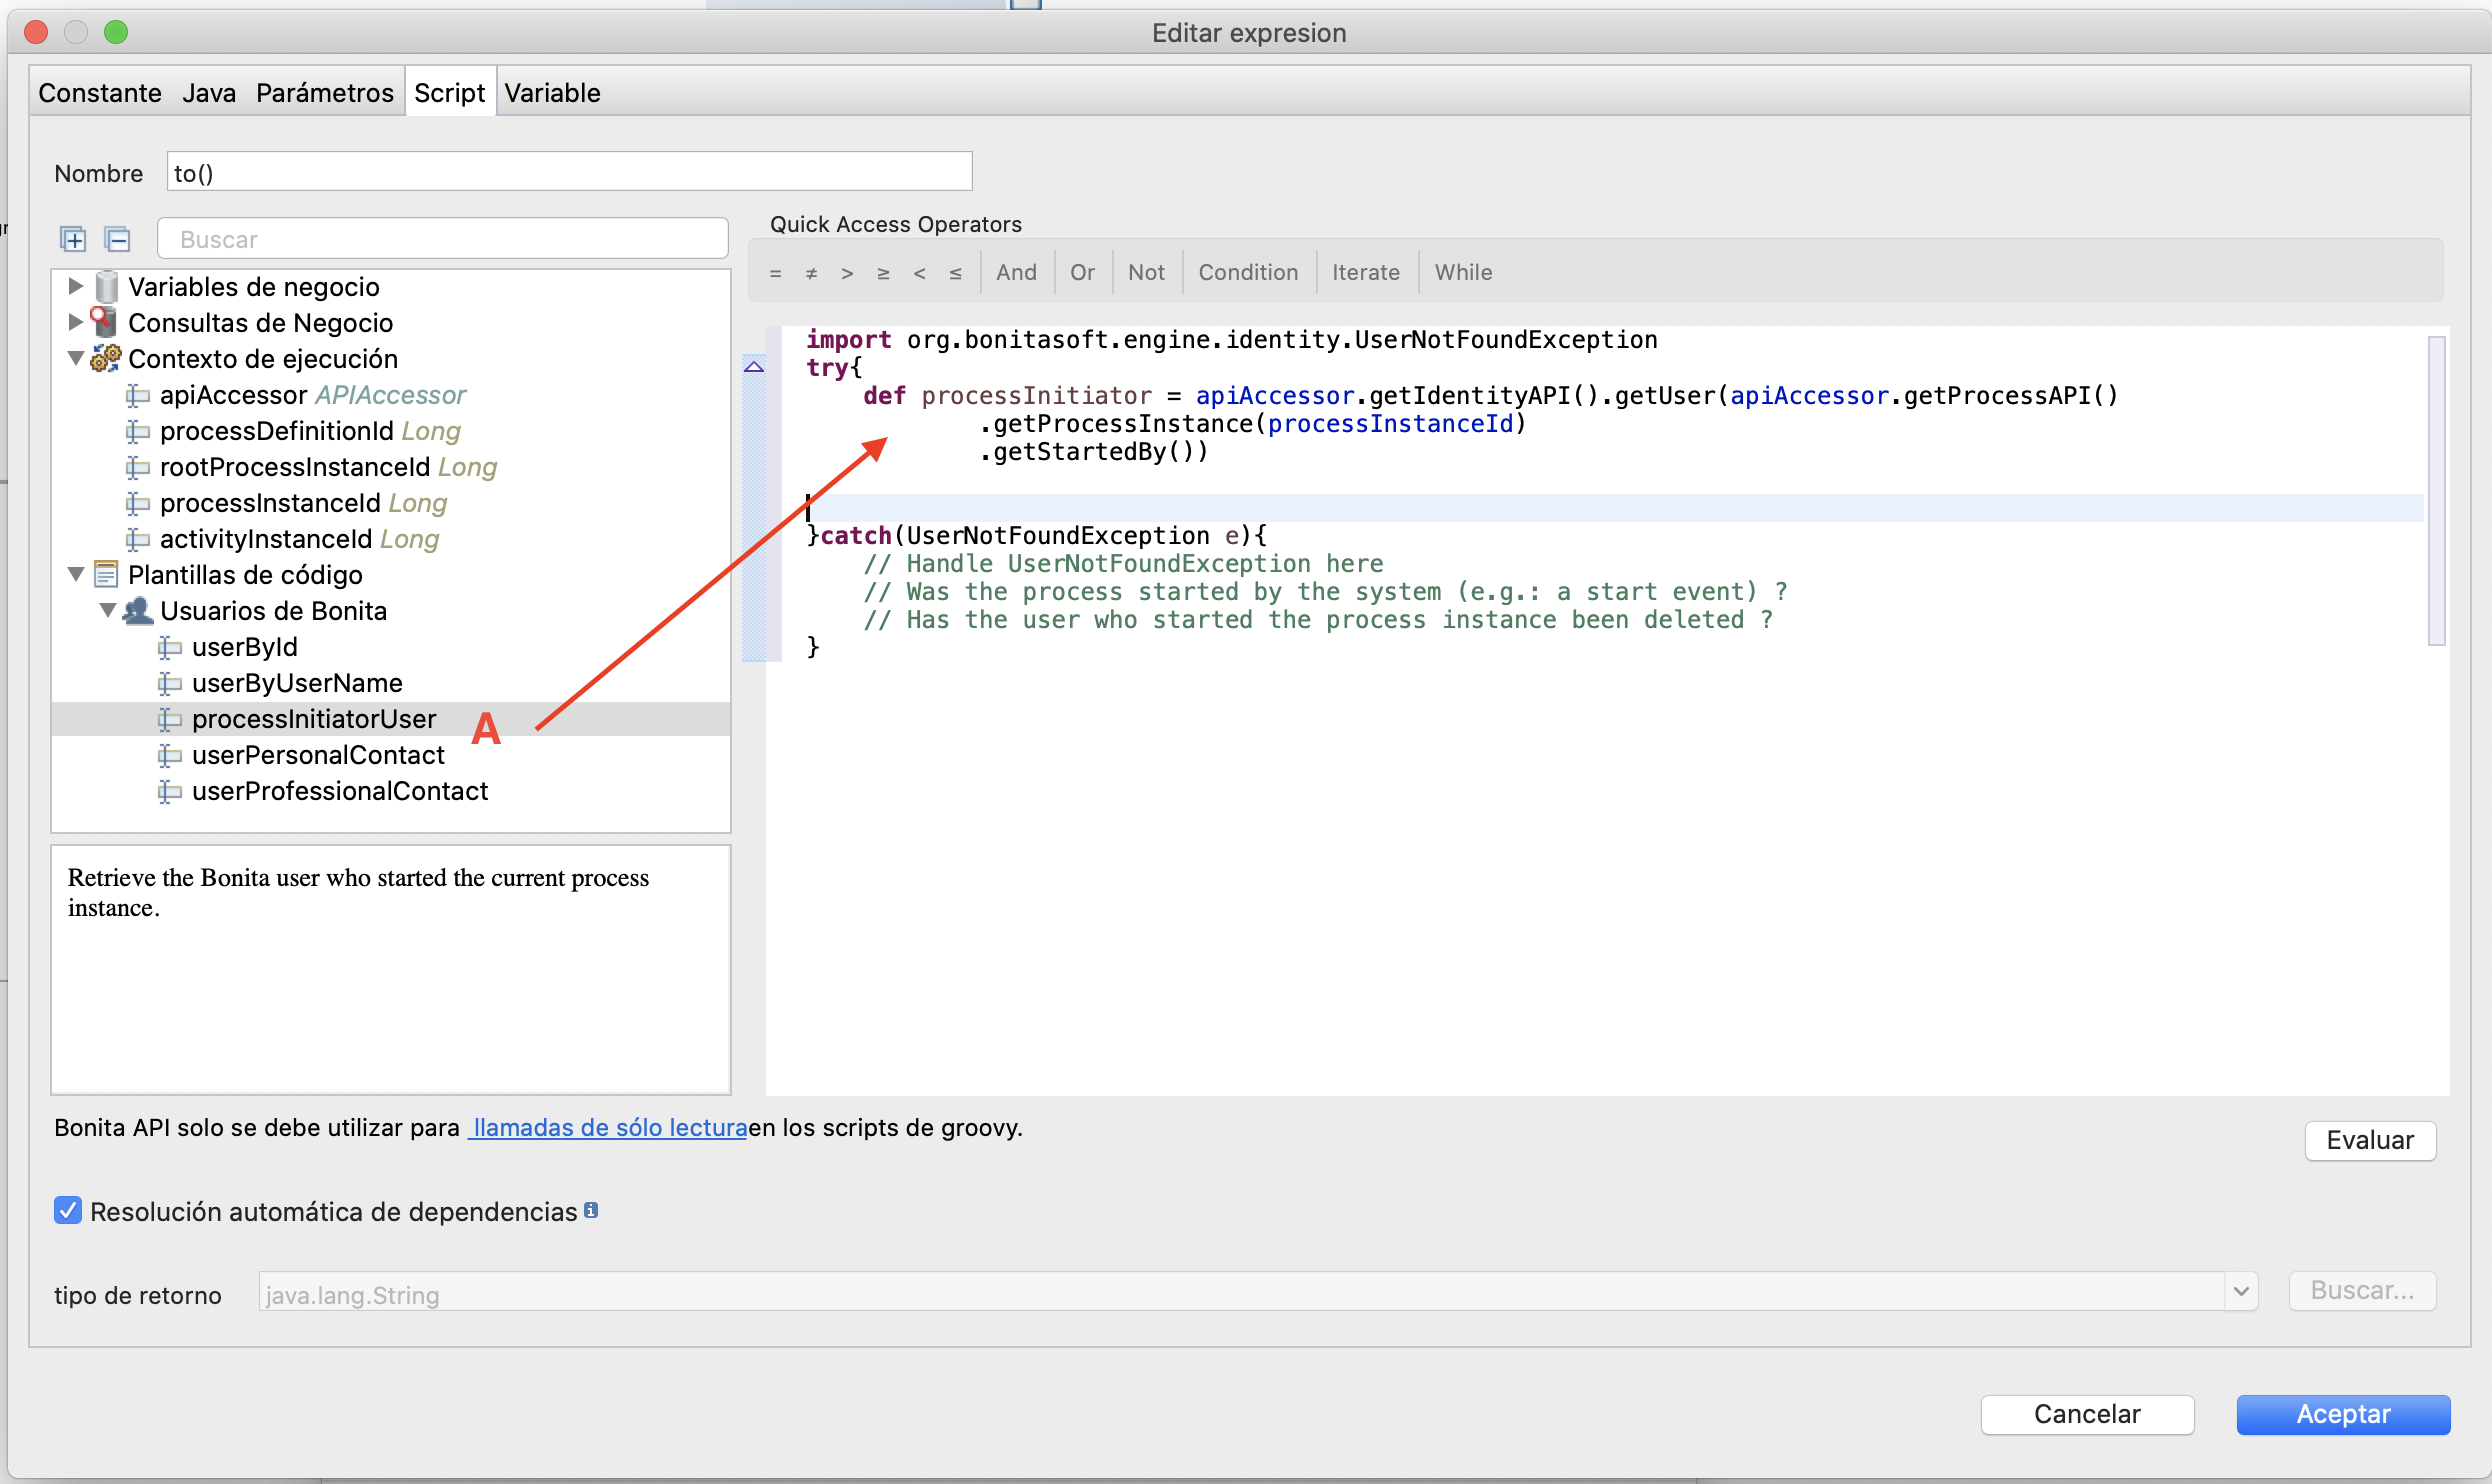 Editar expresion
Constante Java Parámetros Script Variable
Nombre to()
Buscar
Quick Access Operators
= ≠ > ≥ < ≤ And Or Not Condition Iterate While
Variables de negocio
Consultas de Negocio
Contexto de ejecución
apiAccessor APIAccessor
processDefinitionId Long
rootProcessInstanceId Long
processInstanceId Long
activityInstanceId Long
Plantillas de código
Usuarios de Bonita
userById
userByUserName
processInitiatorUser
A
userPersonalContact
userProfessionalContact
import org.bonitasoft.engine.identity.UserNotFoundException
try{
def processInitiator = apiAccessor.getIdentityAPI().getUser(apiAccessor.getProcessAPI()
.getProcessInstance(processInstanceId)
.getStartedBy())
}catch(UserNotFoundException e){
// Handle UserNotFoundException here
// Was the process started by the system (e.g.: a start event) ?
// Has the user who started the process instance been deleted ?
}
Retrieve the Bonita user who started the current process
instance.
Bonita API solo se debe utilizar para llamadas de sólo lecturaen los scripts de groovy.
Evaluar
Resolución automática de dependencias
tipo de retorno java.lang.String Buscar...
Cancelar Aceptar